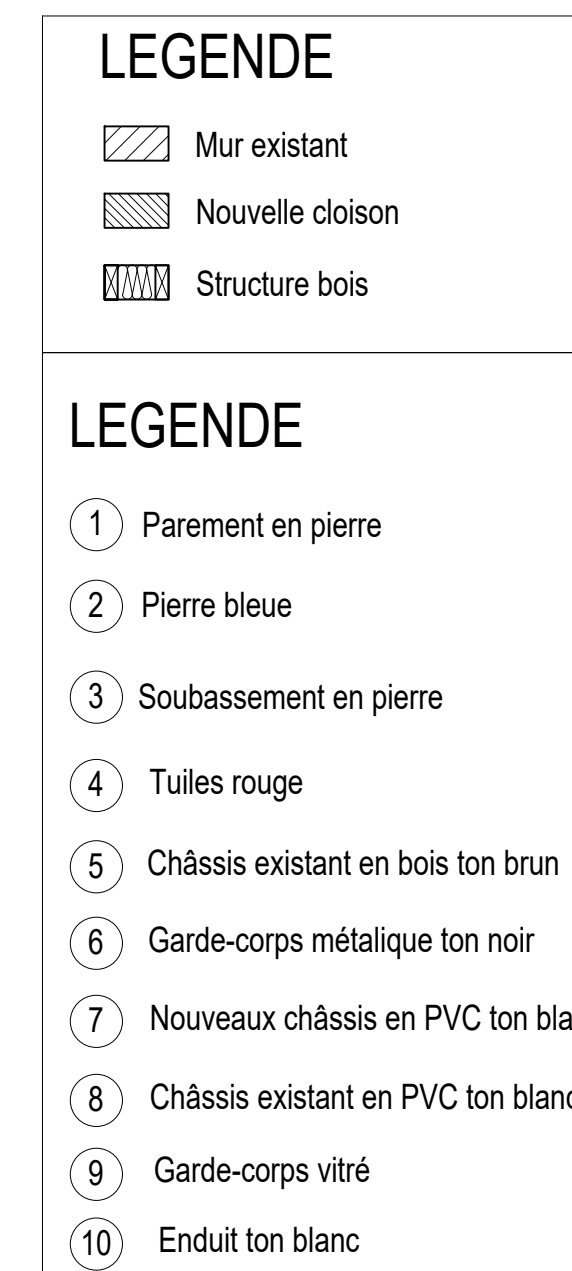 LEGENDE
Mur existant
Nouvelle cloison
Structure bois
LEGENDE
1 Parement en pierre
2 Pierre bleue
3 Soubassement en pierre
4 Tuiles rouge
5 Châssis existant en bois ton brun
6 Garde-corps métalique ton noir
7 Nouveaux châssis en PVC ton
8 Châssis existant en PVC ton blanc
9 Garde-corps vitré
10 Enduit ton blanc